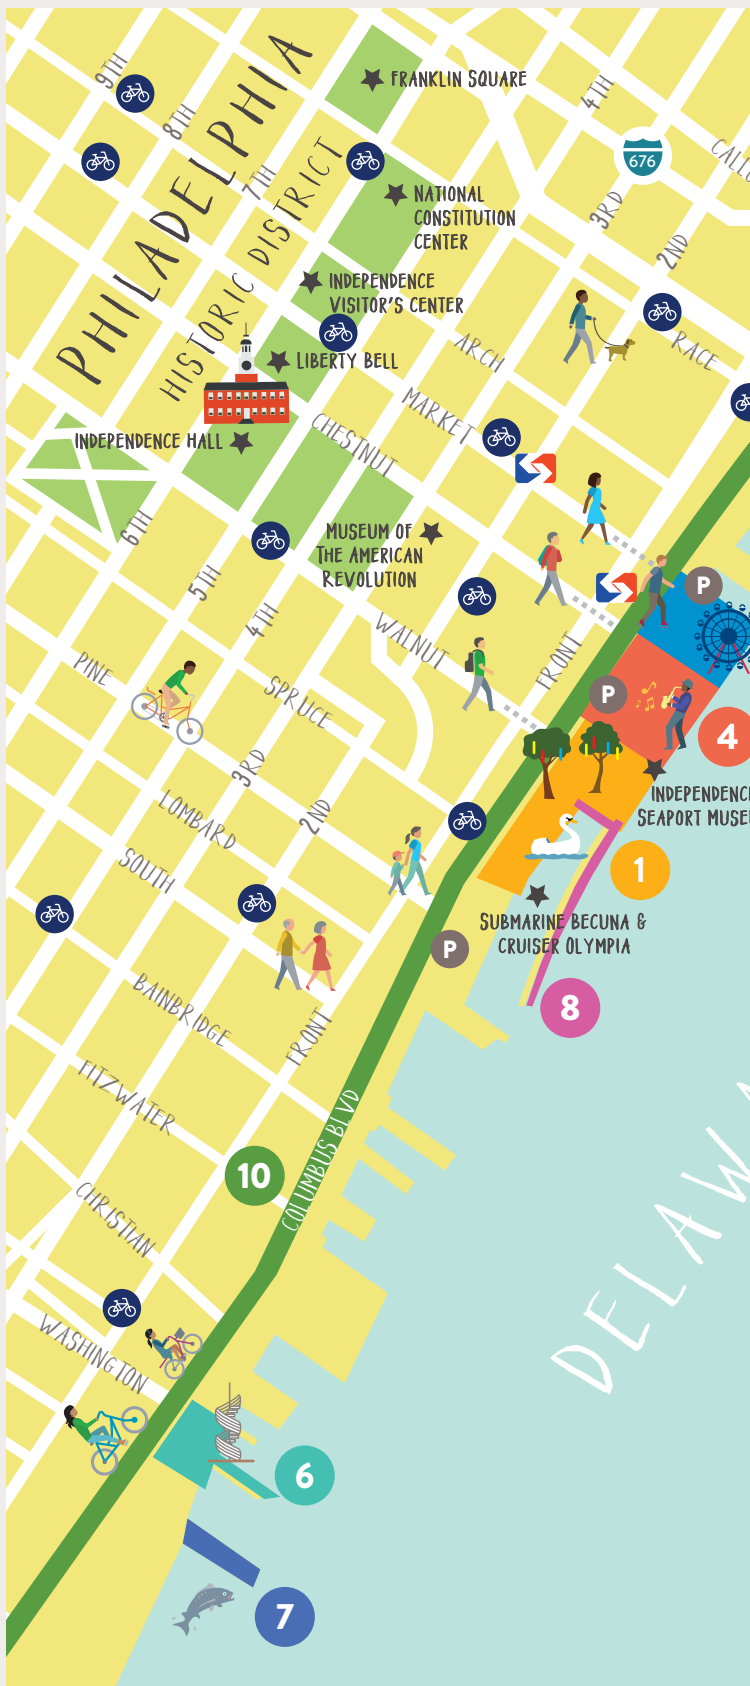 PHILADELPHIA
HISTORIC DISTRICT
9TH
8TH
7TH
FRANKLIN SQUARE
4TH
676
NATIONAL
CONSTITUTION
CENTER
3RD
2ND
INDEPENDENCE
VISITOR'S CENTER
LIBERTY BELL
ARCH
RACE
MARKET
CHESTNUT
INDEPENDENCE HALL
6TH
MUSEUM OF
THE AMERICAN
REVOLUTION
5TH
4TH
WALNUT
FRONT
P
P
PINE
SPRUCE
4
3RD
2ND
INDEPENDENC
SEAPORT MUSE
LOMBARD
SOUTH
1
SUBMARINE BECUNA &
CRUISER OLYMPIA
P
8
BAINBRIDGE
FRONT
FITZWATER
COLUMBUS BLVD
10
CHRISTIAN
DELAW
WASHINGTON
6
7